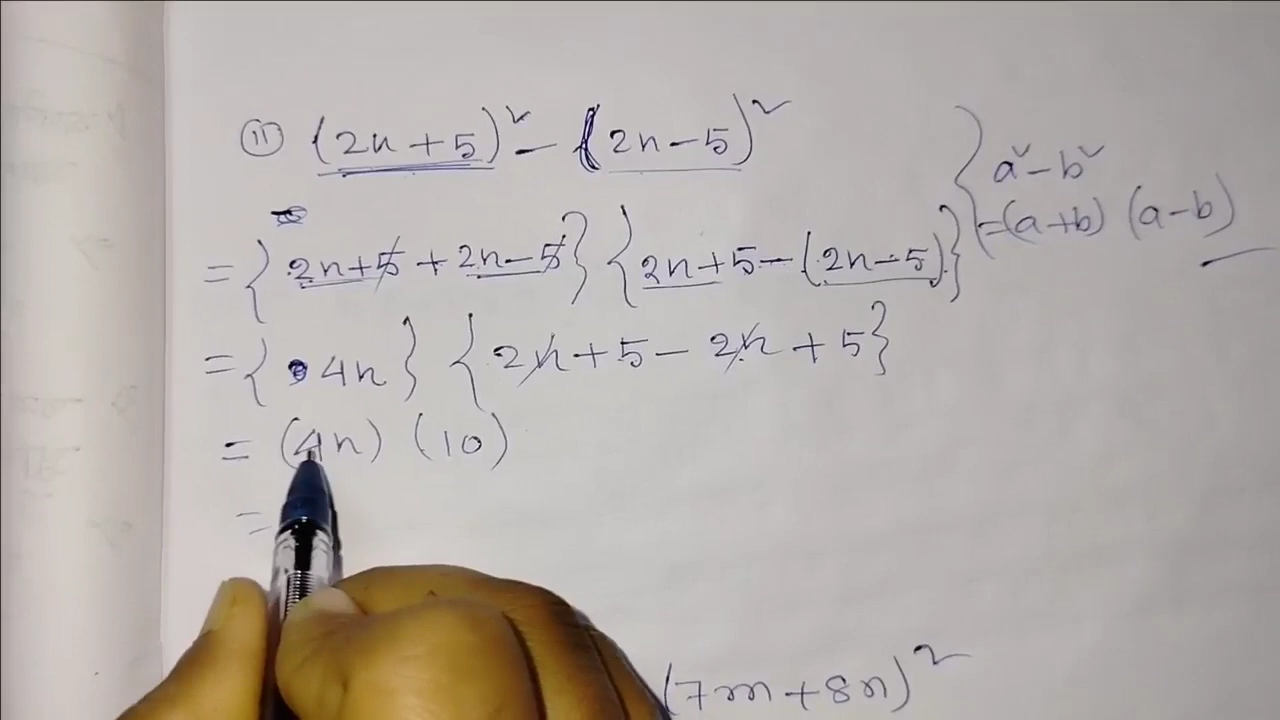 (ii) (2n+5)² - (2n-5)²
a² - b²
= (a+b) (a-b)
= {2n+5 + 2n-5} {2n+5-(2n-5)}
= {4n} {2n+5 - 2n + 5}
= (4n) (10)
=
(7m+8n)²